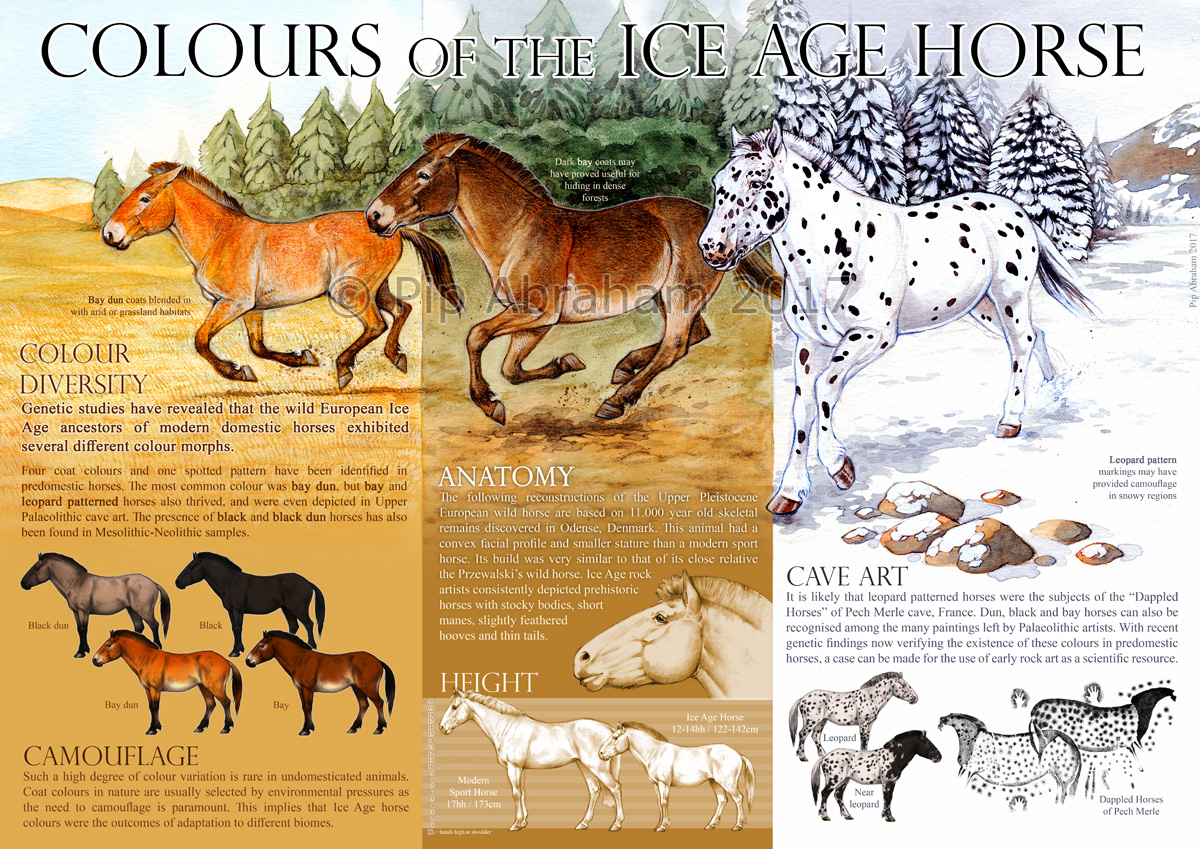 COLOURS OF THE ICE AGE HORSE
Dark bay coats may
have proved useful for
hiding in dense
forests
Pip Abraham 2017
© Pip Abraham 2017
Bay dun coats blended in
with arid or grassland habitats
COLOUR
DIVERSITY
Genetic studies have revealed that the wild European Ice
Age ancestors of modern domestic horses exhibited
several different colour morphs.
Four coat colours and one spotted pattern have been identified in
predomestic horses. The most common colour was bay dun, but bay and
leopard patterned horses also thrived, and were even depicted in Upper
Palaeolithic cave art. The presence of black and black dun horses has also
been found in Mesolithic-Neolithic samples.
Black dun
Black
Bay dun
Bay
CAMOUFLAGE
Such a high degree of colour variation is rare in undomesticated animals.
Coat colours in nature are usually selected by environmental pressures as
the need to camouflage is paramount. This implies that Ice Age horse
colours were the outcomes of adaptation to different biomes.
ANATOMY
The following reconstructions of the Upper Pleistocene
European wild horse are based on 11.000 year old skeletal
remains discovered in Odense, Denmark. This animal had a
convex facial profile and smaller stature than a modern sport
horse. Its build was very similar to that of its close relative
the Przewalski's wild horse. Ice Age rock
artists consistently depicted prehistoric
horses with stocky bodies, short
manes, slightly feathered
hooves and thin tails.
HEIGHT
Ice Age Horse
12-14hh / 122-142cm
Modern
Sport Horse
17hh / 173cm
= hands high at shoulder
Leopard pattern
markings may have
provided camouflage
in snowy regions
CAVE ART
It is likely that leopard patterned horses were the subjects of the “Dappled
Horses” of Pech Merle cave, France. Dun, black and bay horses can also be
recognised among the many paintings left by Palaeolithic artists. With recent
genetic findings now verifying the existence of these colours in predomestic
horses, a case can be made for the use of early rock art as a scientific resource.
Leopard
Near
leopard
Dappled Horses
of Pech Merle